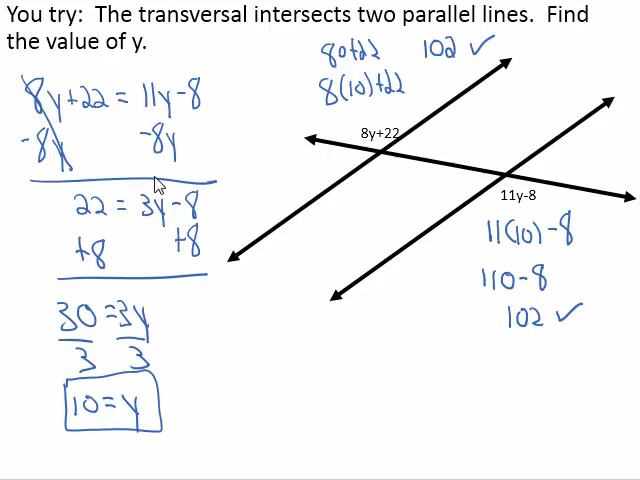 You try: The transversal intersects two parallel lines. Find
the value of y.
80+22 102 ✓
8(10)+22
8y+22 = 11y-8
-8y -8y
22 = 3y-8
+8 +8
30 = 3y
3 3
10 = y
8y+22
11y-8
11(10)-8
110-8
102 ✓